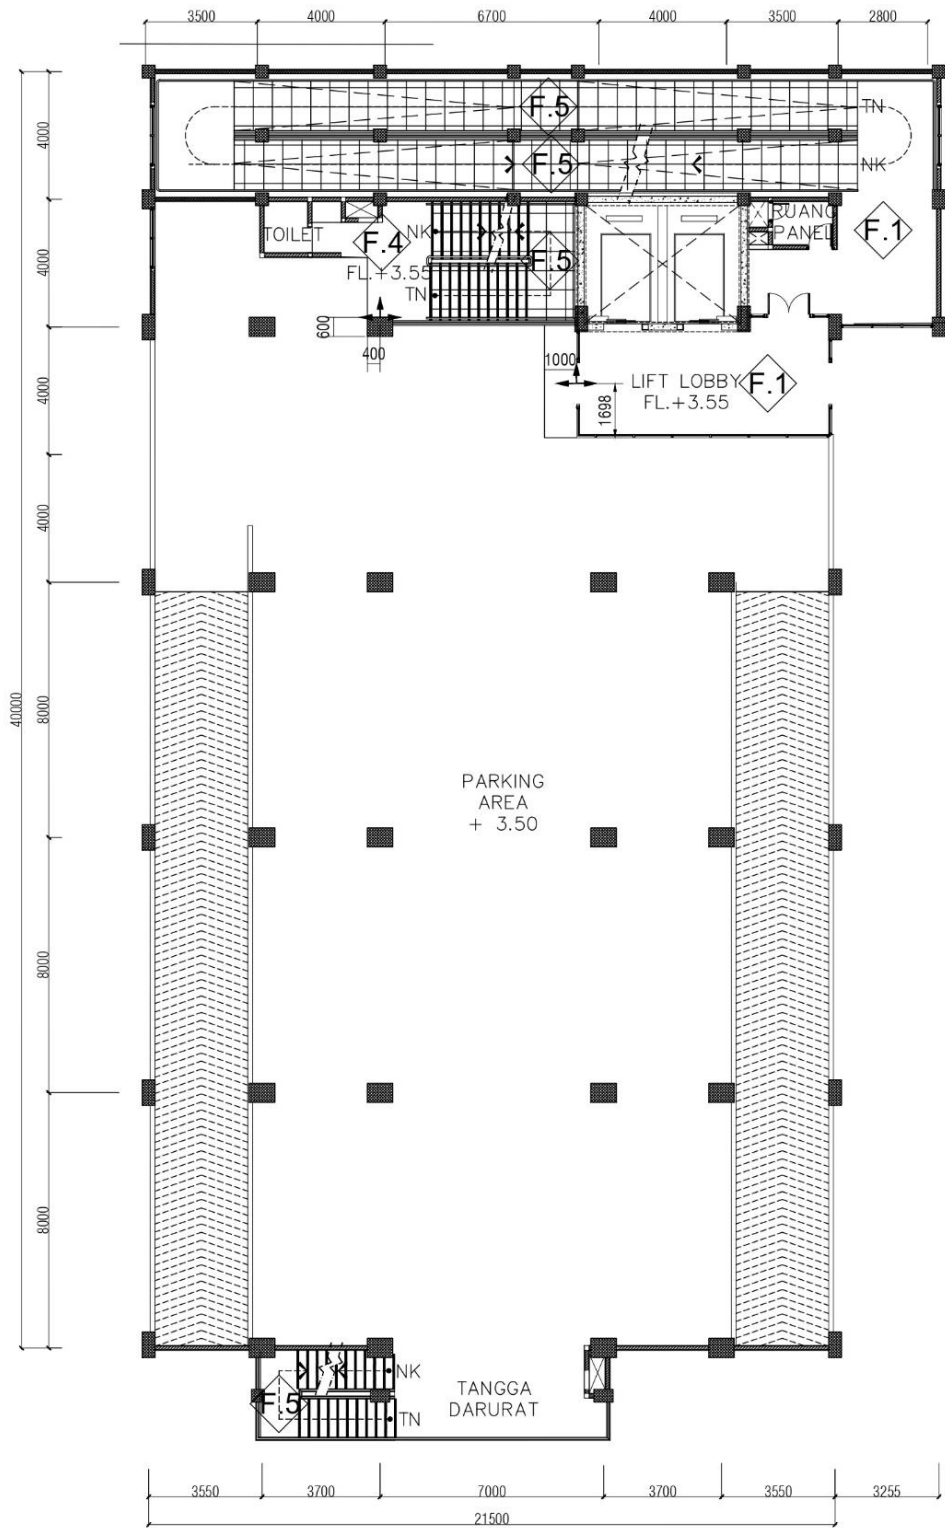 3500 4000 6700 4000 3500 2800
F.5
TN
F.5
NK
4000
TOILET
F.4
NK
F.5
RUANG
PANEL
F.1
FL.+3.55
TN
4000
600
400
1000
1698
LIFT LOBBY
FL.+3.55
F.1
4000
4000
40000
8000
PARKING
AREA
+ 3.50
8000
8000
NK
F.5
TN
TANGGA
DARURAT
3550 3700 7000 3700 3550 3255
21500